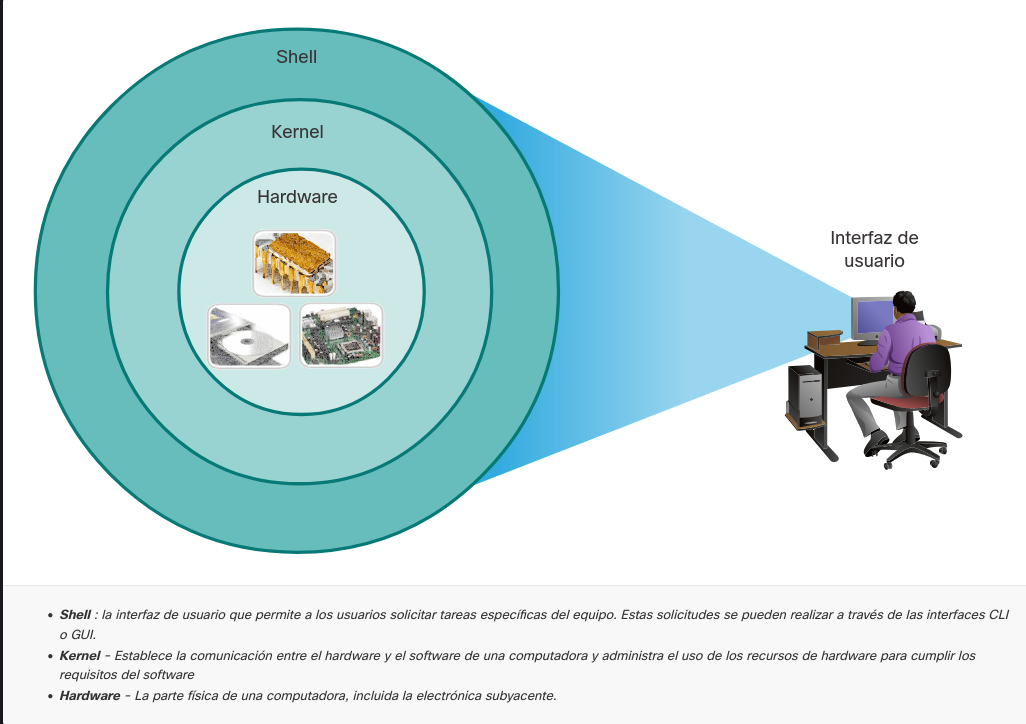 Shell
Kernel
Hardware
Interfaz de
usuario
• Shell : la interfaz de usuario que permite a los usuarios solicitar tareas específicas del equipo. Estas solicitudes se pueden realizar a través de las interfaces CLI
o GUI.
• Kernel – Establece la comunicación entre el hardware y el software de una computadora y administra el uso de los recursos de hardware para cumplir los
requisitos del software
• Hardware – La parte física de una computadora, incluida la electrónica subyacente.